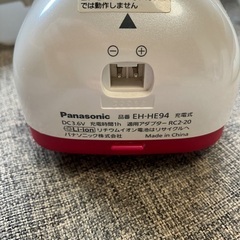 では動作しません
⊖ ⊕
Panasonic 品番 EH-HE94 充電式
DC3.6V 充電時間1h 適用アダプター RC2-20
Li-ion リチウムイオン電池はリサイクルへ
パナソニック株式会社 Made in China